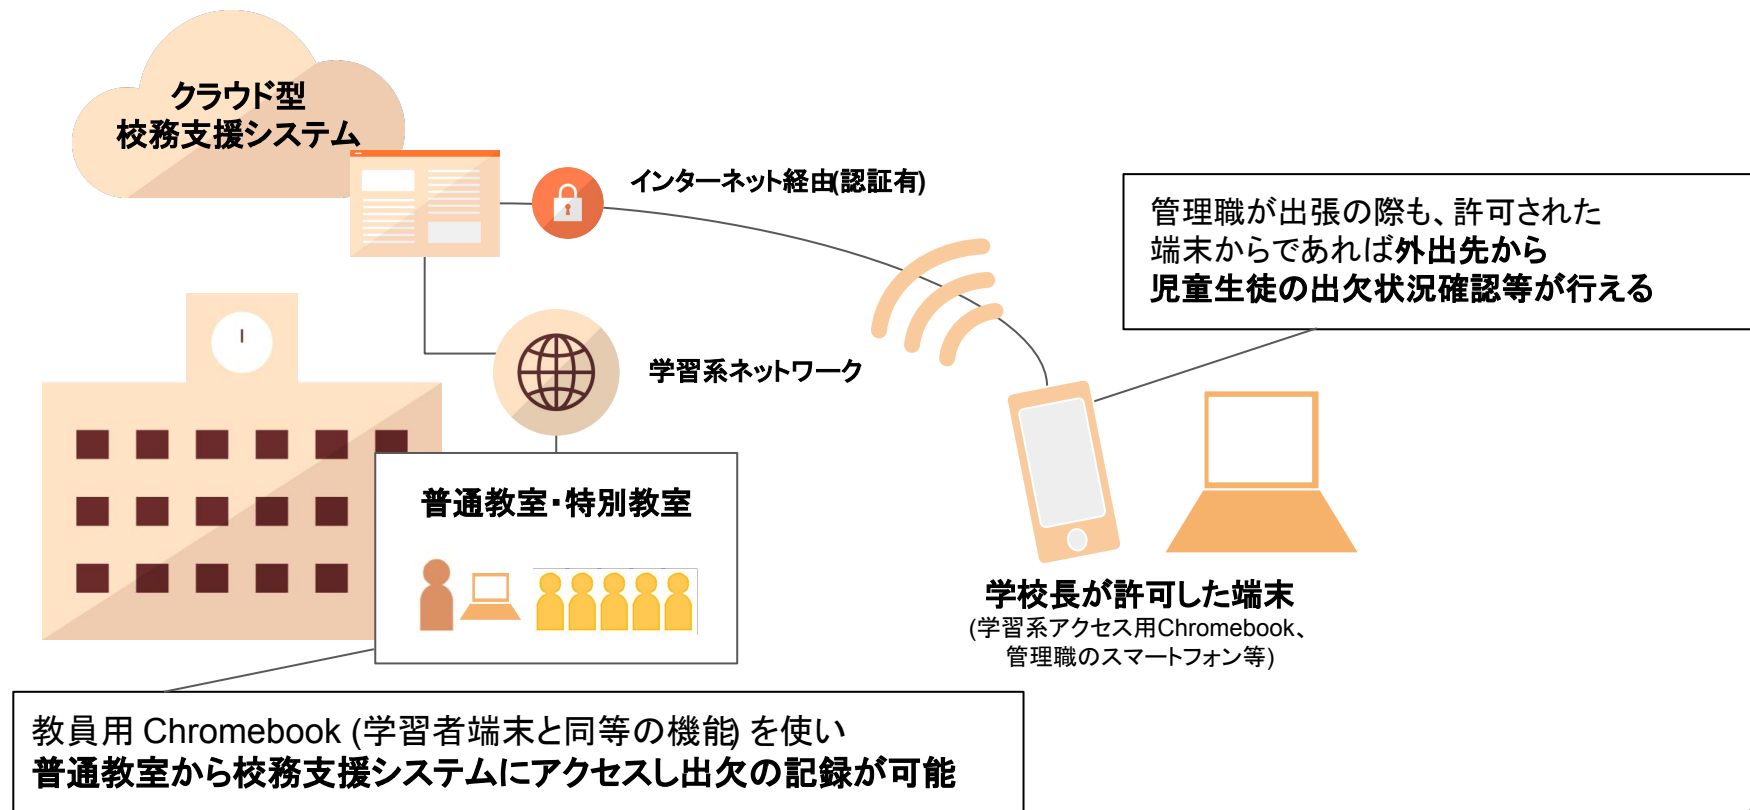 クラウド型
校務支援システム
インターネット経由(認証有)
管理職が出張の際も、許可された
端末からであれば外出先から
児童生徒の出欠状況確認等が行える
学習系ネットワーク
普通教室・特別教室
学校長が許可した端末
(学習系アクセス用Chromebook、
管理職のスマートフォン等)
教員用 Chromebook (学習者端末と同等の機能) を使い
普通教室から校務支援システムにアクセスし出欠の記録が可能